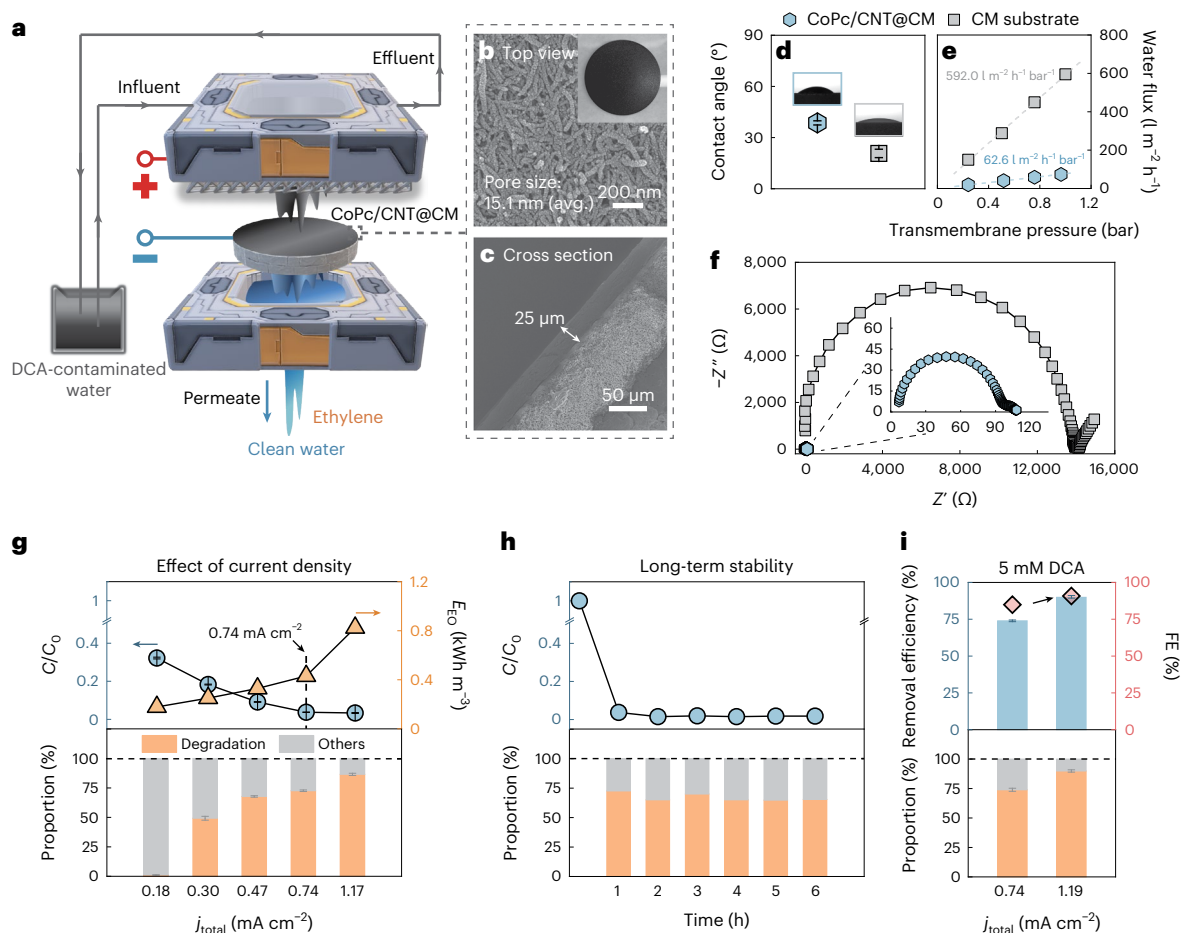 a
Effluent
Influent
CoPc/CNT@CM
DCA-contaminated
water
Permeate
Ethylene
Clean water
b Top view
Pore size:
15.1 nm (avg.)
200 nm
c Cross section
25 µm
50 µm
CoPc/CNT@CM
CM substrate
d
Contact angle (°)
90
60
30
0
e
592.0 l m⁻² h⁻¹ bar⁻¹
62.6 l m⁻² h⁻¹ bar⁻¹
800
600
400
200
0
Water flux (l m⁻² h⁻¹)
0 0.4 0.8 1.2
Transmembrane pressure (bar)
f
−Z″ (Ω)
8,000
6,000
4,000
2,000
0
60
45
30
15
0
0 30 60 90 120
0 4,000 8,000 12,000 16,000
Z′ (Ω)
g
Effect of current density
C/C₀
1
0.4
0.2
0
0.74 mA cm⁻²
1.2
0.8
0.4
0
E_EO (kWh m⁻³)
Degradation
Others
Proportion (%)
100
75
50
25
0
0.18 0.30 0.47 0.74 1.17
j_total (mA cm⁻²)
h
Long-term stability
C/C₀
1
0.4
0.2
0
Proportion (%)
100
75
50
25
0
1 2 3 4 5 6
Time (h)
i
5 mM DCA
Removal efficiency (%)
100
75
50
25
0
100
75
50
25
0
FE (%)
Proportion (%)
100
75
50
25
0
0.74 1.19
j_total (mA cm⁻²)